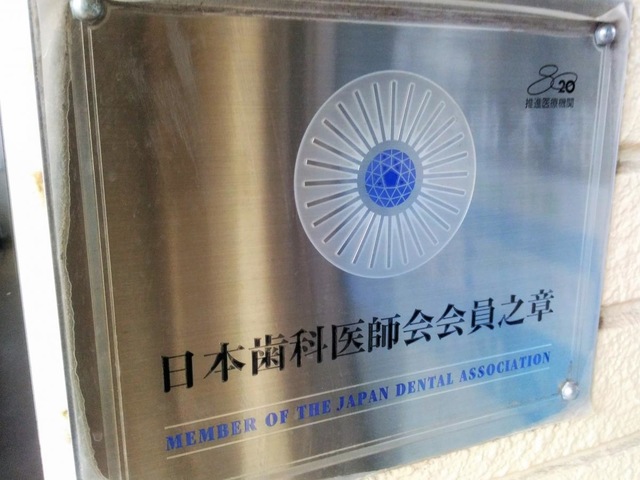 8020
推進医療機関
日本歯科医師会会員之章
MEMBER OF THE JAPAN DENTAL ASSOCIATION